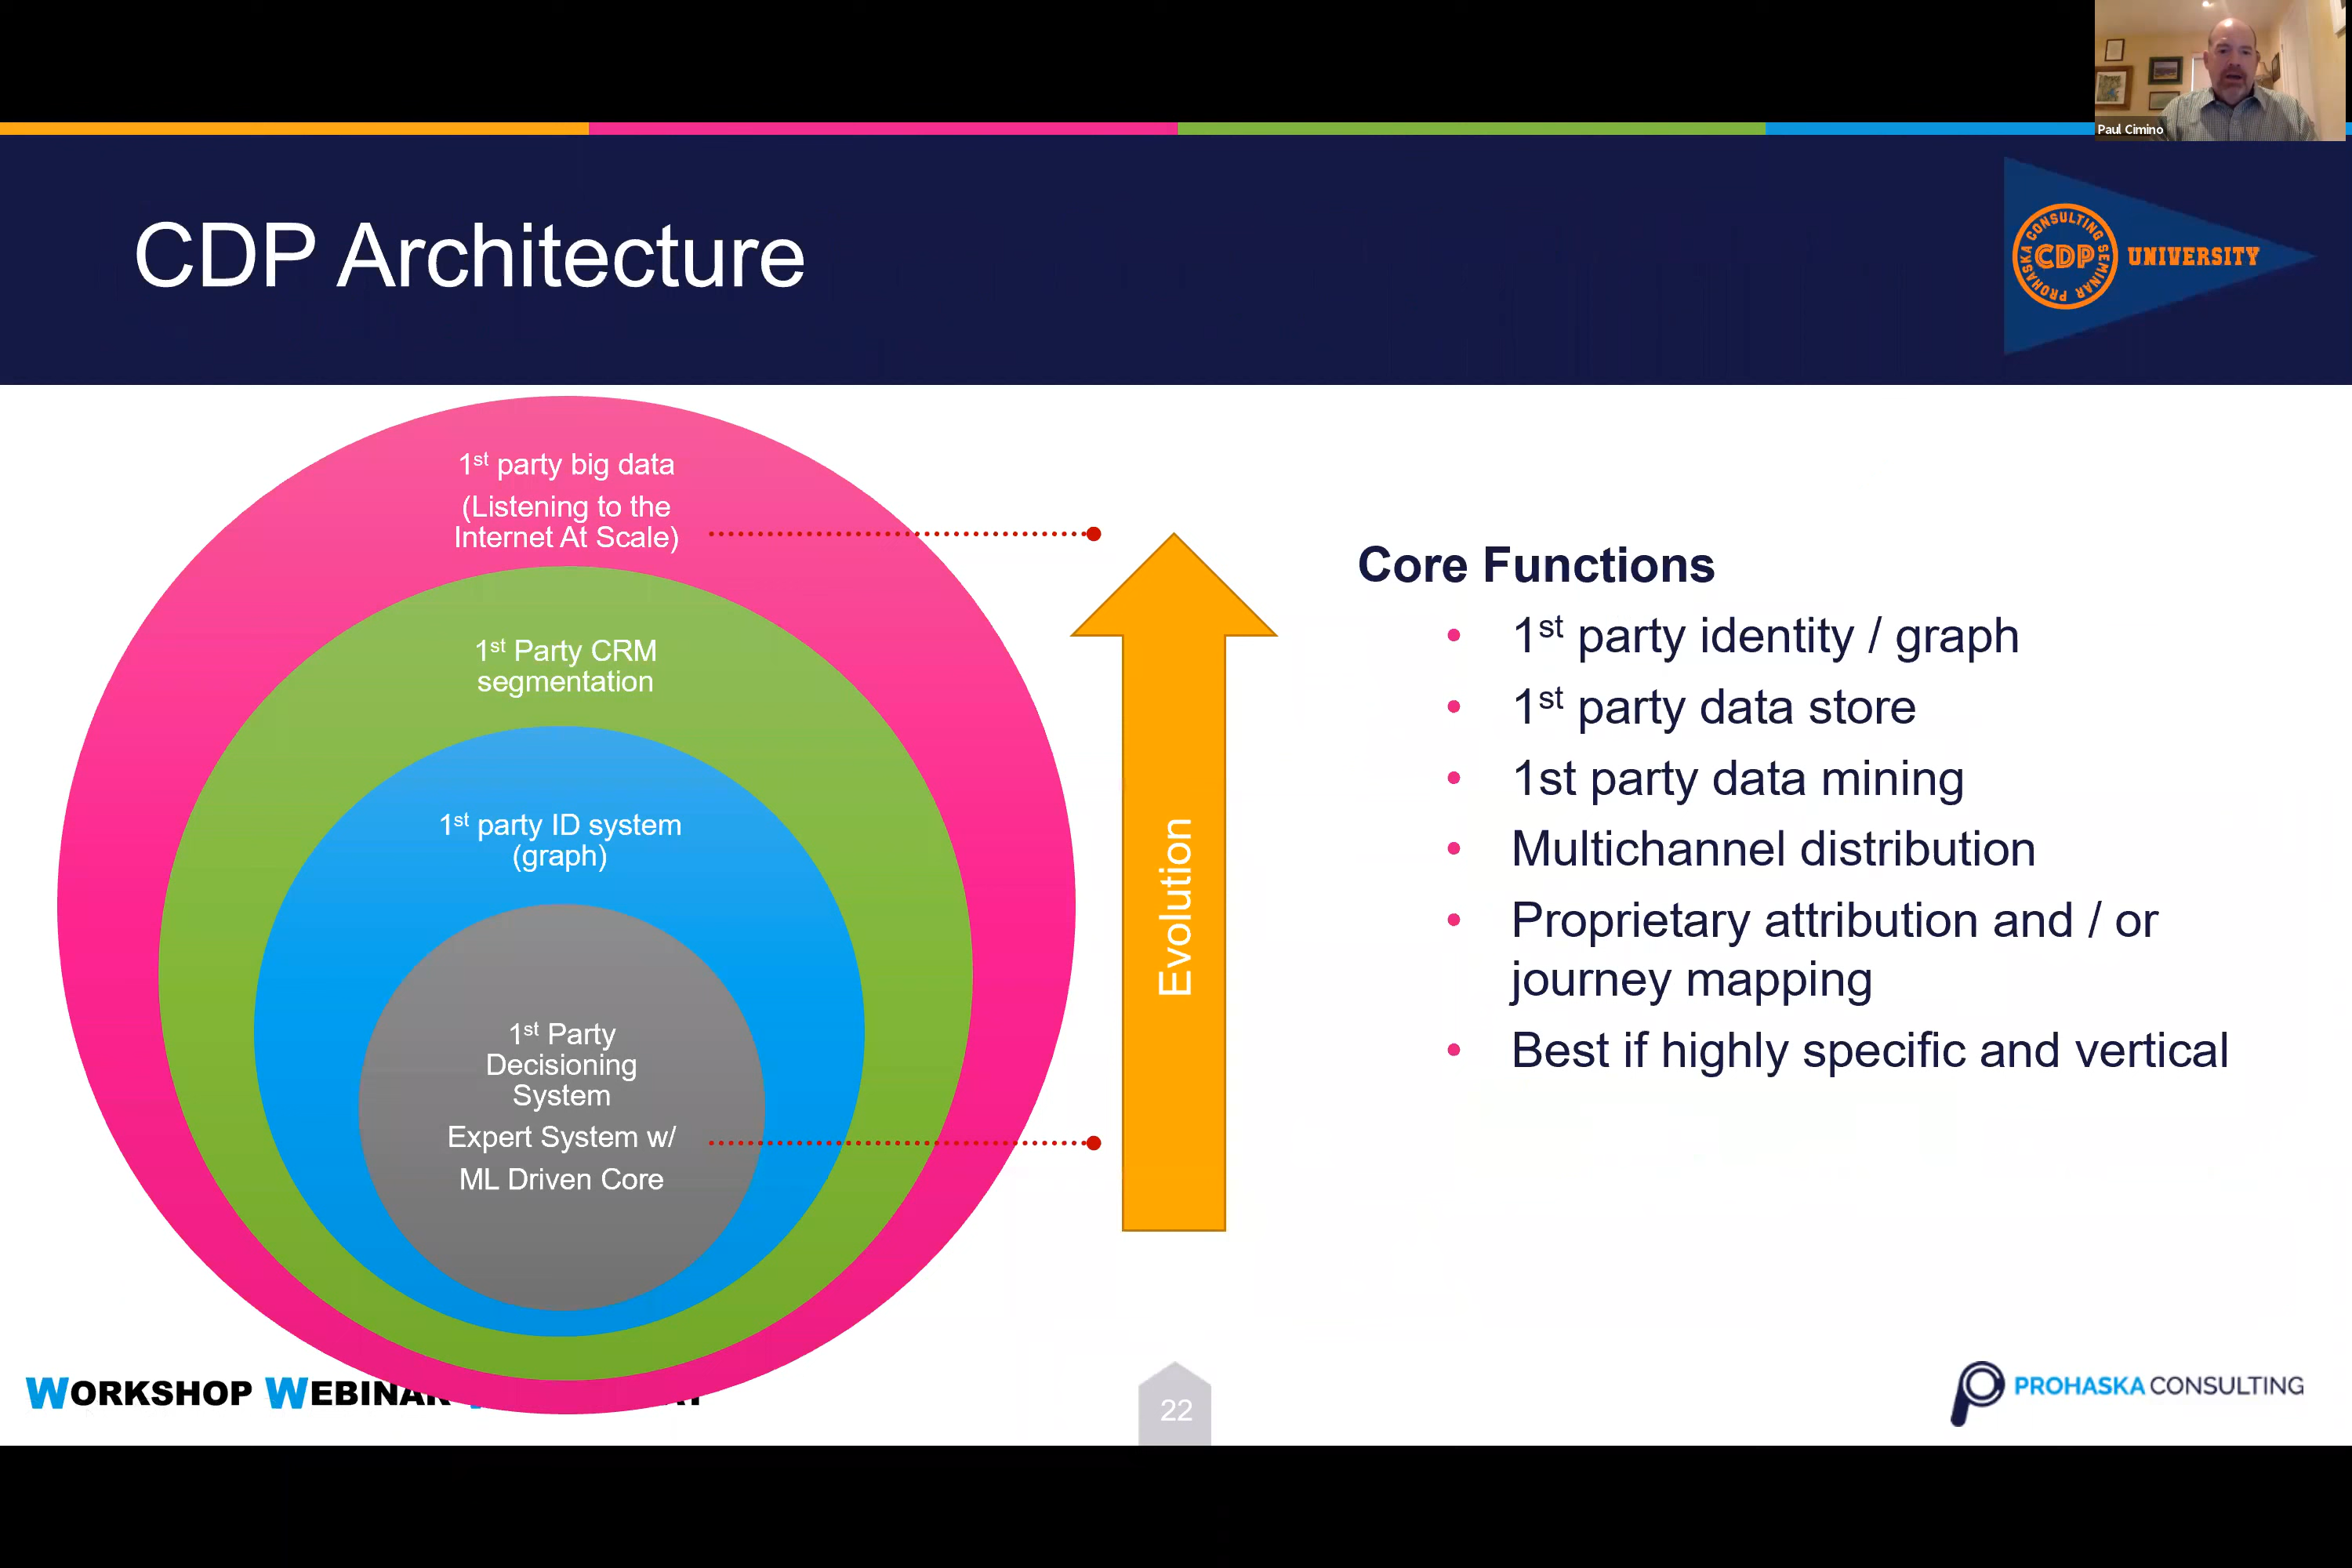 Paul Cimino
CDP Architecture
PROHASKA CONSULTING SEMINAR
CDP
UNIVERSITY
1st party big data
(Listening to the
Internet At Scale)
1st Party CRM
segmentation
1st party ID system
(graph)
1st Party
Decisioning
System
Expert System w/
ML Driven Core
Evolution
Core Functions
• 1st party identity / graph
• 1st party data store
• 1st party data mining
• Multichannel distribution
• Proprietary attribution and / or
journey mapping
• Best if highly specific and vertical
WORKSHOP WEBINAR
22
PROHASKA CONSULTING